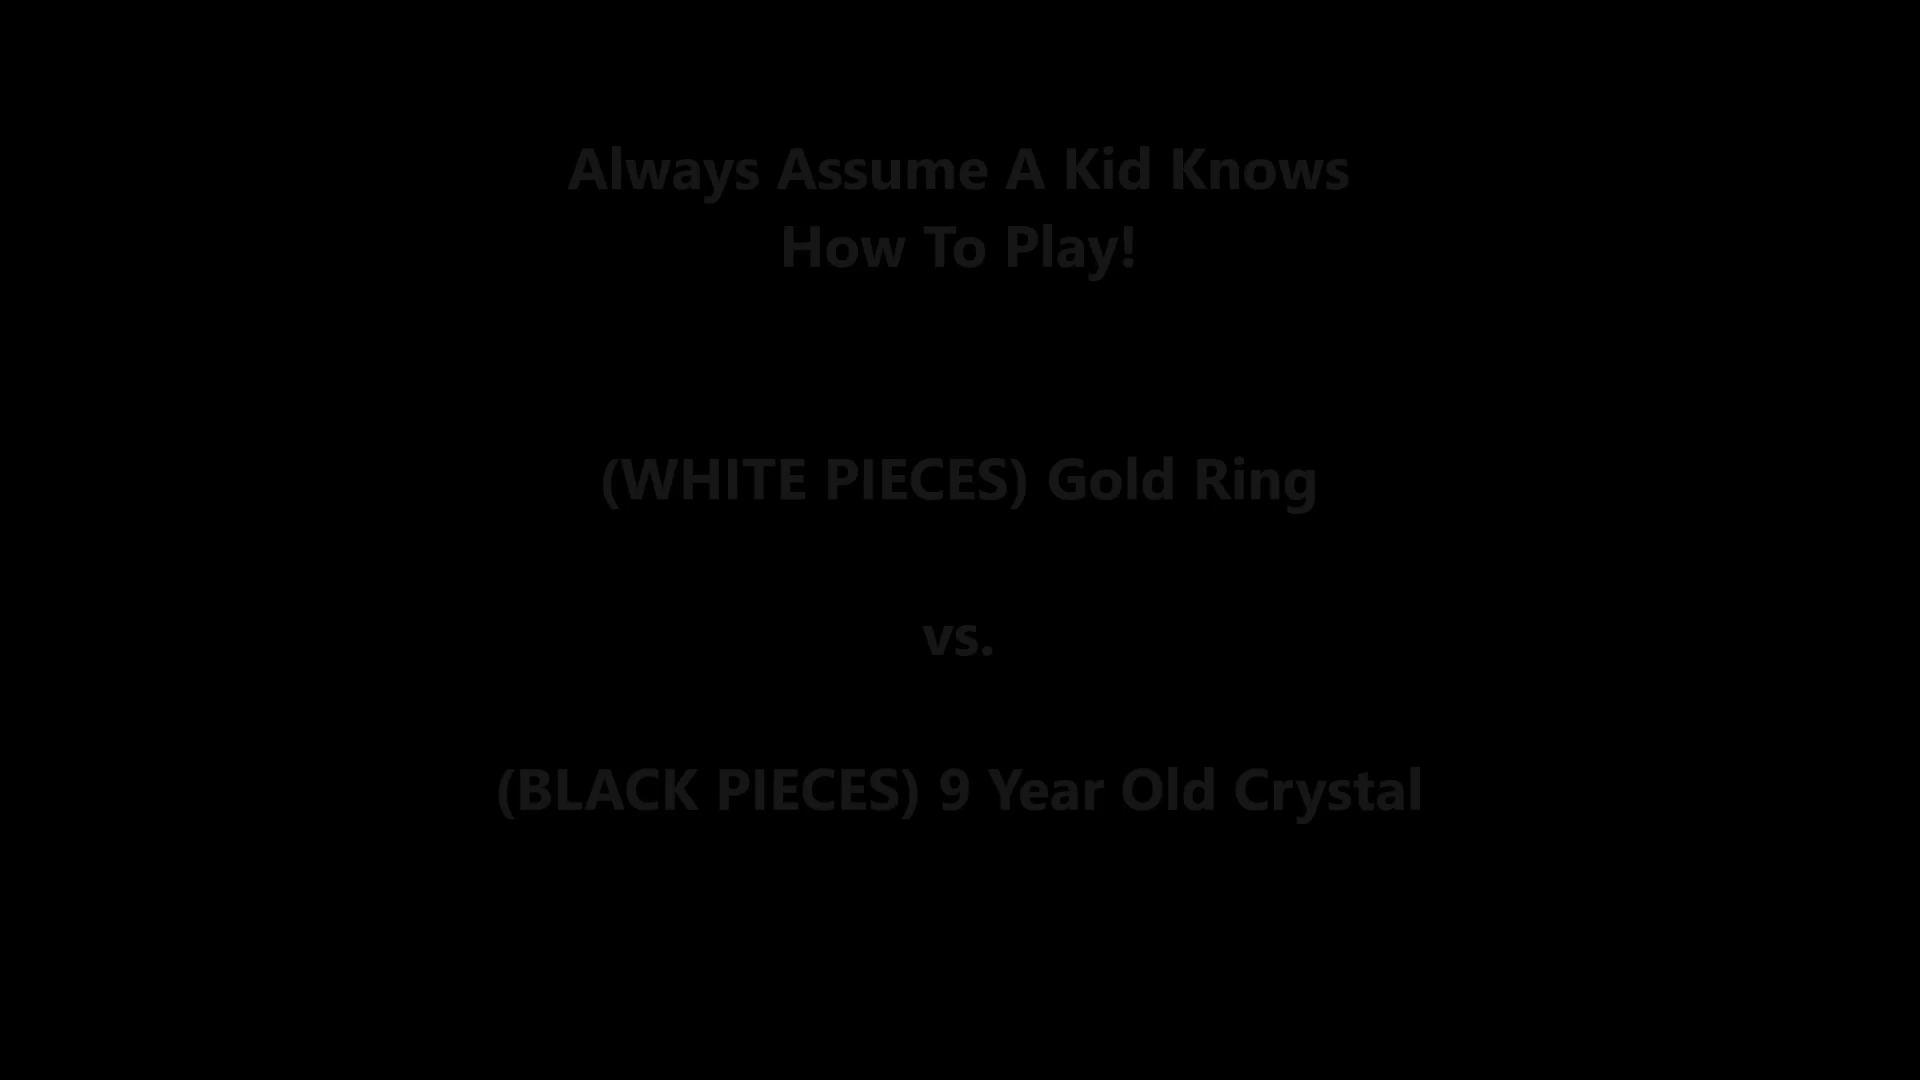 Always Assume A Kid Knows
How To Play!
(WHITE PIECES) Gold Ring
vs.
(BLACK PIECES) 9 Year Old Crystal